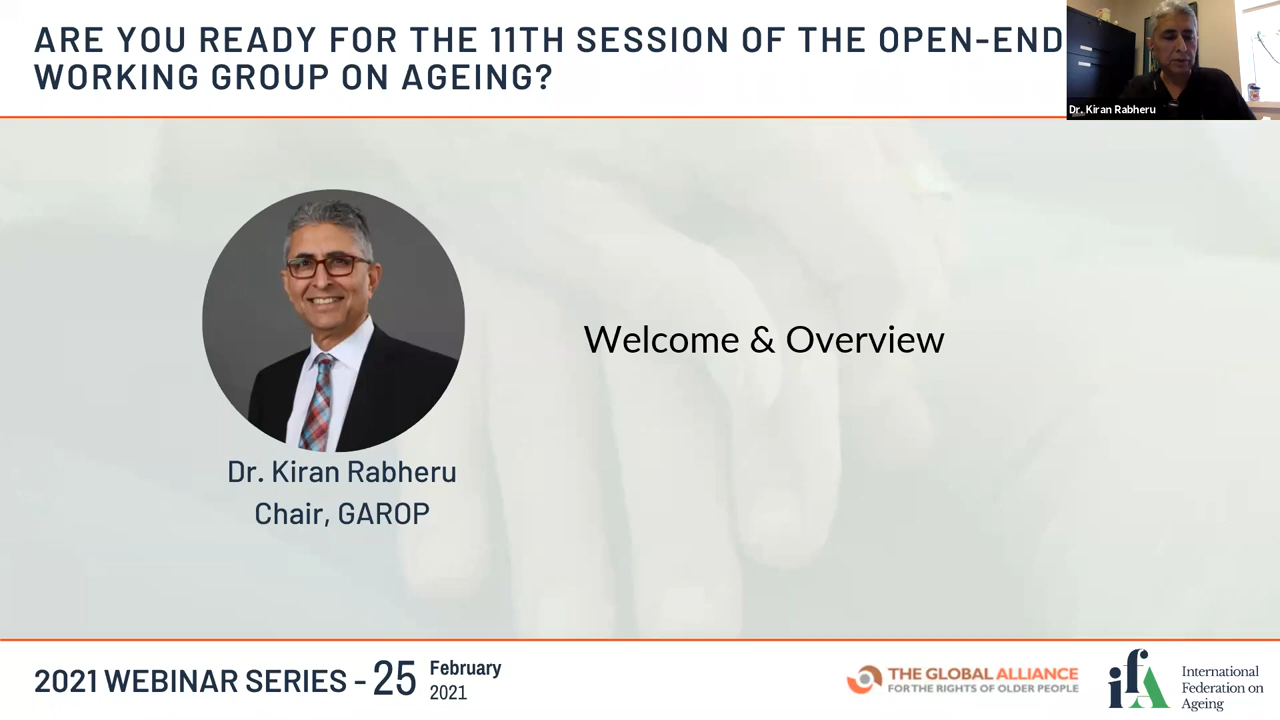 ARE YOU READY FOR THE 11TH SESSION OF THE OPEN-END
WORKING GROUP ON AGEING?
Dr. Kiran Rabheru
Welcome & Overview
Dr. Kiran Rabheru
Chair, GAROP
2021 WEBINAR SERIES - 25 February 2021
THE GLOBAL ALLIANCE
FOR THE RIGHTS OF OLDER PEOPLE
ifA
International
Federation on
Ageing